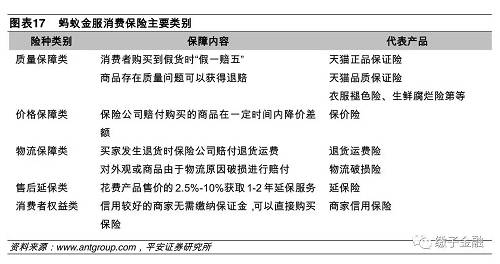 图表17 蚂蚁金服消费保险主要类别
险种类别 保障内容 代表产品
质量保障类 消费者购买到假货时“假一赔五” 天猫正品保证险
商品存在质量问题可以获得退赔 天猫品质保证险
衣服褪色险、生鲜腐烂险第等
价格保障类 保险公司赔付购买的商品在一定时间内降价差 保价险
额
物流保障类 买家发生退货时保险公司赔付退货运费 退货运费险
对外观或商品由于物流原因破损进行赔付 物流破损险
售后延保类 花费产品售价的2.5%-10%获取1-2年延保服务 延保险
消费者权益类 信用较好的商家无需缴纳保证金，可以直接购买 商家信用保险
保险
资料来源：www.antgroup.com，平安证券研究所
缴子金融